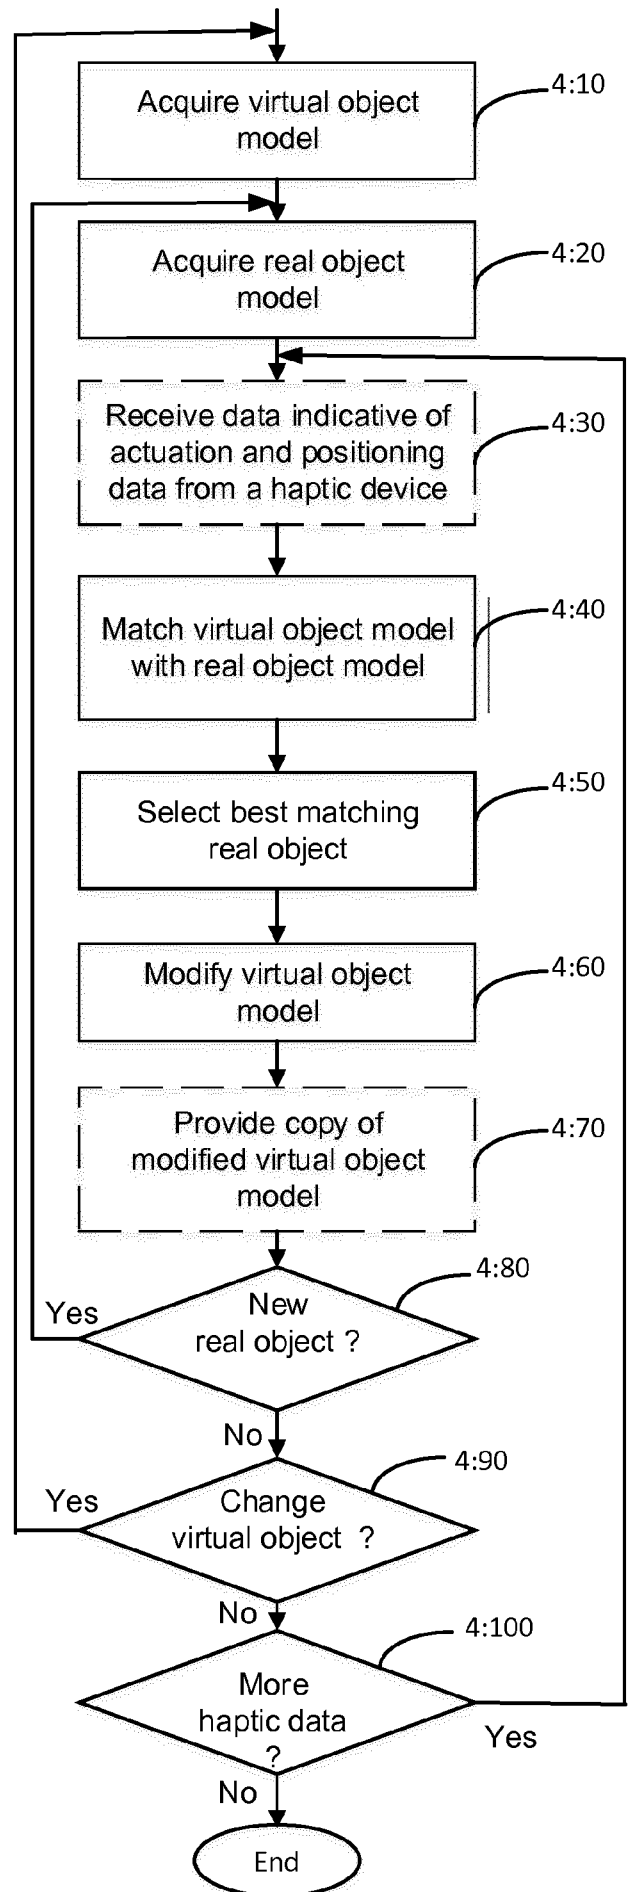 Acquire virtual object
model
4:10
Acquire real object
model
4:20
Receive data indicative of
actuation and positioning
data from a haptic device
4:30
Match virtual object model
with real object model
4:40
Select best matching
real object
4:50
Modify virtual object
model
4:60
Provide copy of
modified virtual object
model
4:70
New
real object ?
4:80
Yes
No
Change
virtual object ?
4:90
Yes
No
More
haptic data
?
4:100
Yes
No
End